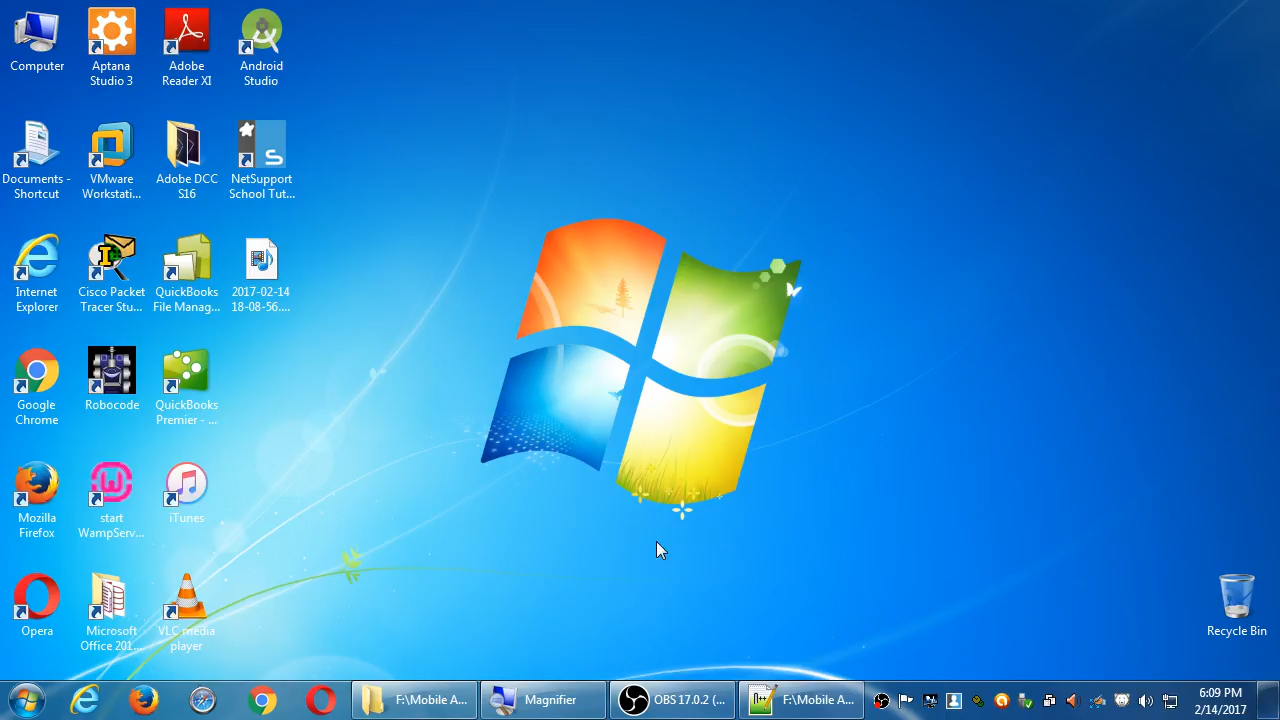 Computer
Aptana
Studio 3
Adobe
Reader XI
Android
Studio
Documents -
Shortcut
VMware
Workstati...
Adobe DCC
S16
NetSupport
School Tut...
Internet
Explorer
Cisco Packet
Tracer Stu...
QuickBooks
File Manag...
2017-02-14
18-08-56....
Google
Chrome
Robocode
QuickBooks
Premier - ...
Mozilla
Firefox
start
WampServ...
iTunes
Opera
Microsoft
Office 201...
VLC media
player
Recycle Bin
F:\Mobile A...
Magnifier
OBS 17.0.2 (...
F:\Mobile A...
6:09 PM
2/14/2017